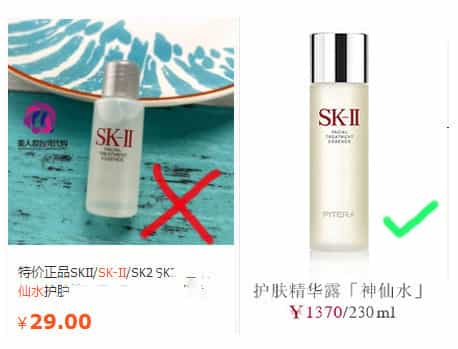 SK-II
FACIAL
TREATMENT
ESSENCE
特价正品SKII/SK-II/SK2 SK
仙水护肤
¥29.00
SK-II
FACIAL
TREATMENT
ESSENCE
PITERA
护肤精华露「神仙水」
¥1370/230ml